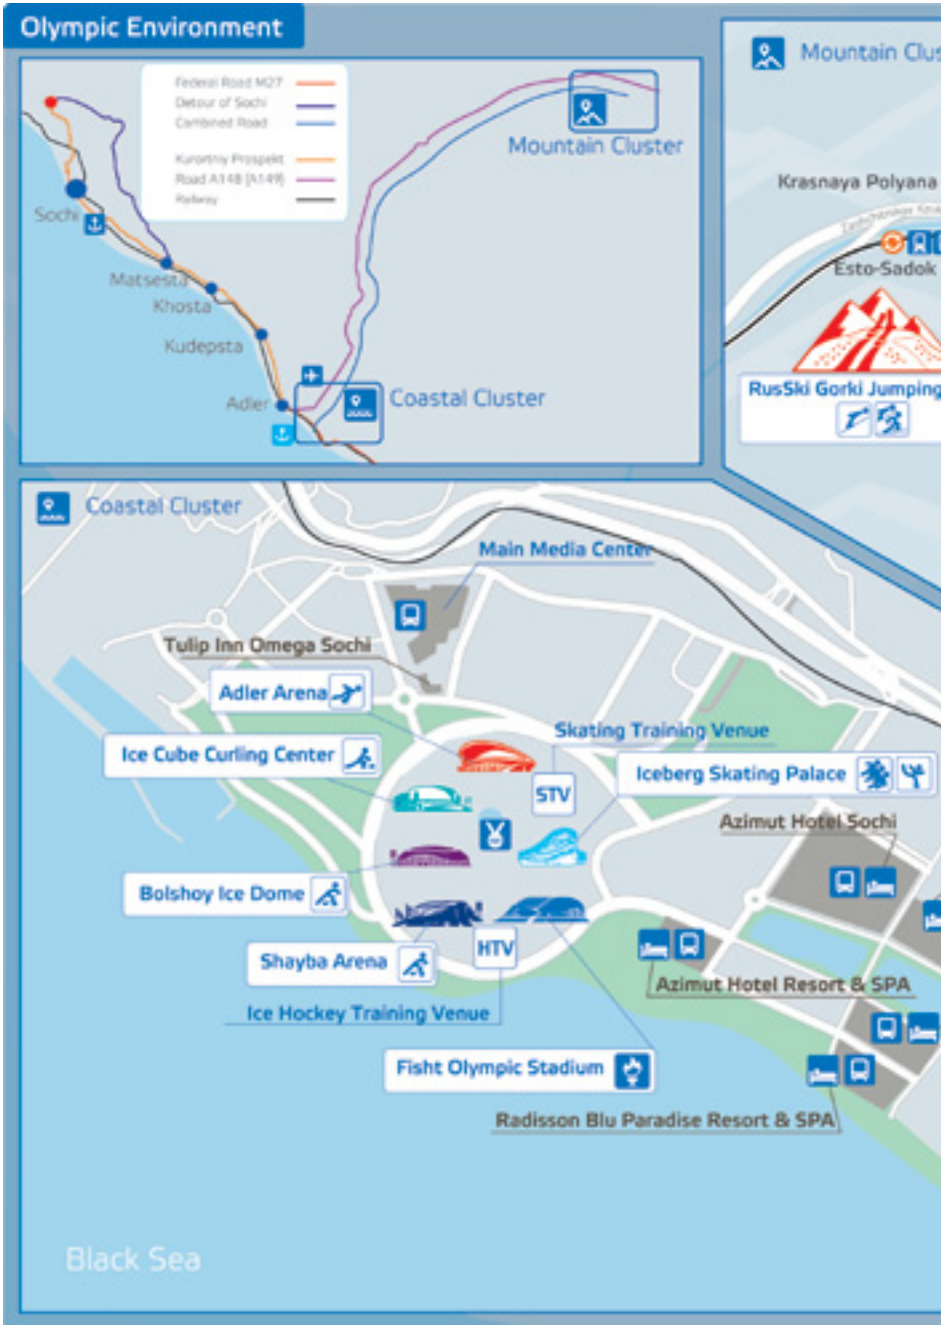 Olympic Environment
Federal Road M27
Detour of Sochi
Combined Road
Kurortniy Prospekt
Road A148 (A149)
Railway
Mountain Cluster
Sochi
Matsesta
Khosta
Kudepsta
Adler
Coastal Cluster
Mountain Clus
Krasnaya Polyana
Esto-Sadok
RusSki Gorki Jumping
Coastal Cluster
Main Media Center
Tulip Inn Omega Sochi
Adler Arena
Skating Training Venue
Ice Cube Curling Center
Iceberg Skating Palace
STV
Azimut Hotel Sochi
Bolshoy Ice Dome
Shayba Arena
HTV
Azimut Hotel Resort & SPA
Ice Hockey Training Venue
Fisht Olympic Stadium
Radisson Blu Paradise Resort & SPA
Black Sea